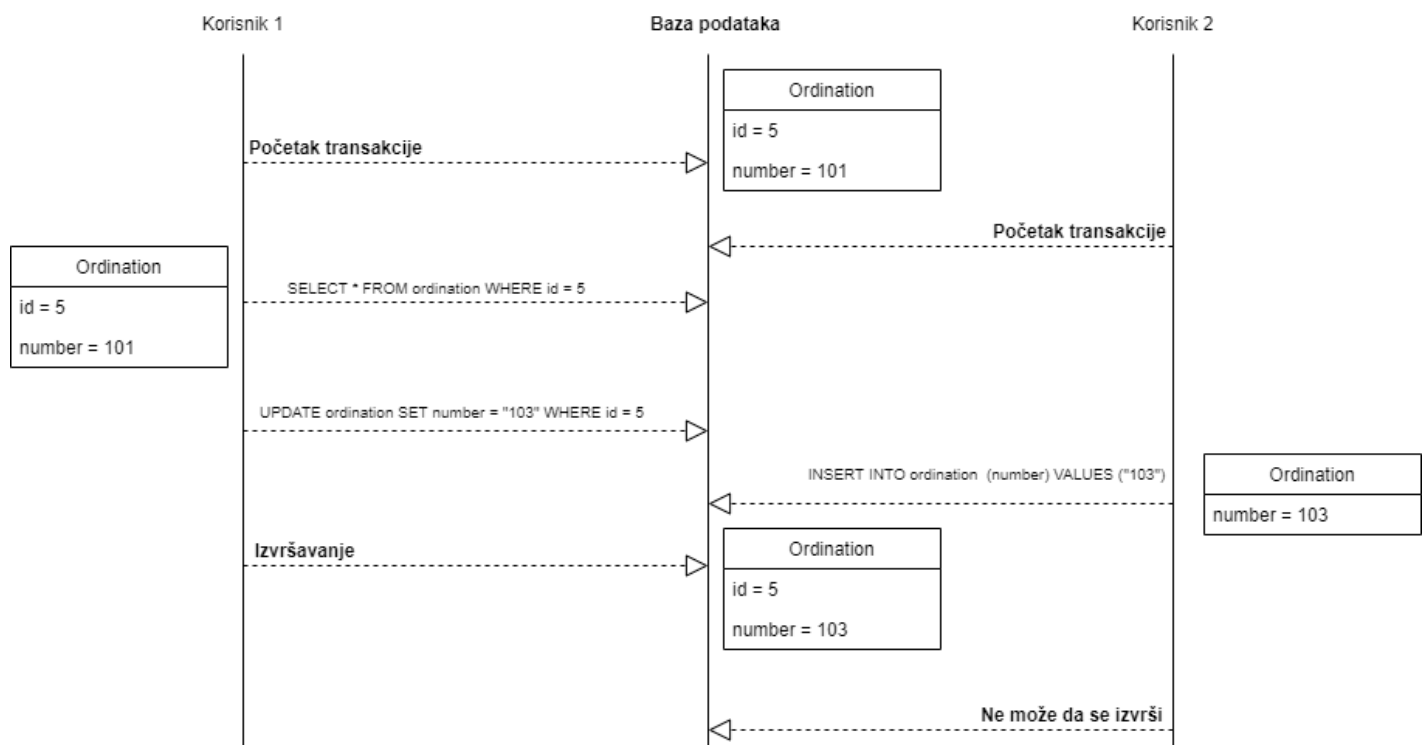 Korisnik 1
Baza podataka
Korisnik 2
Ordination
id = 5
number = 101
Početak transakcije
Početak transakcije
Ordination
id = 5
number = 101
SELECT * FROM ordination WHERE id = 5
UPDATE ordination SET number = "103" WHERE id = 5
INSERT INTO ordination  (number) VALUES ("103")
Ordination
number = 103
Izvršavanje
Ordination
id = 5
number = 103
Ne može da se izvrši